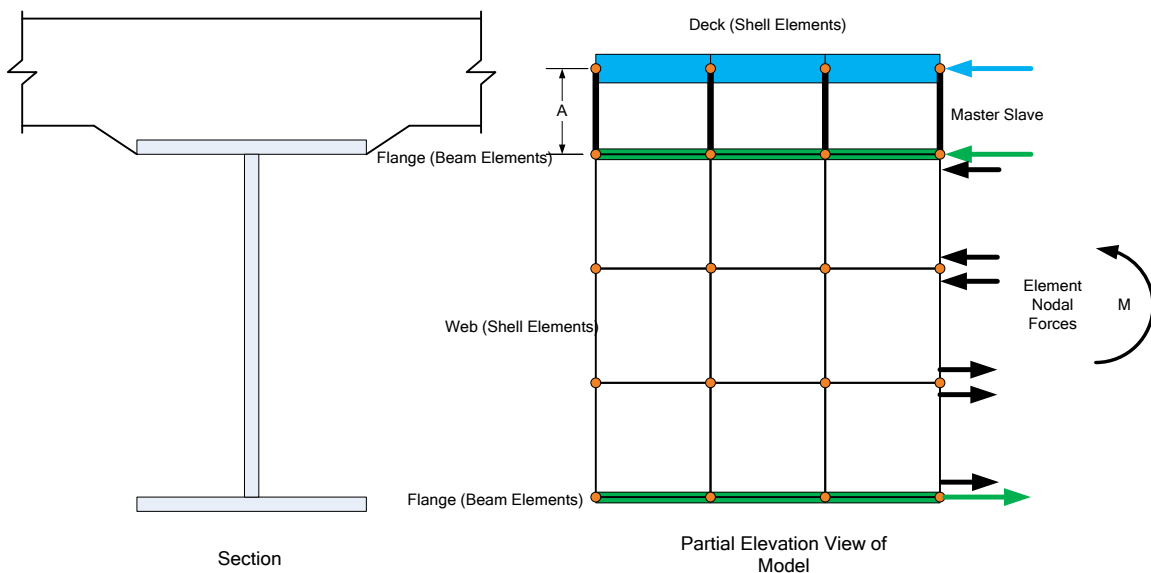 Deck (Shell Elements)
A
Master Slave
Flange (Beam Elements)
Element
Nodal
Forces
M
Web (Shell Elements)
Flange (Beam Elements)
Section
Partial Elevation View of
Model